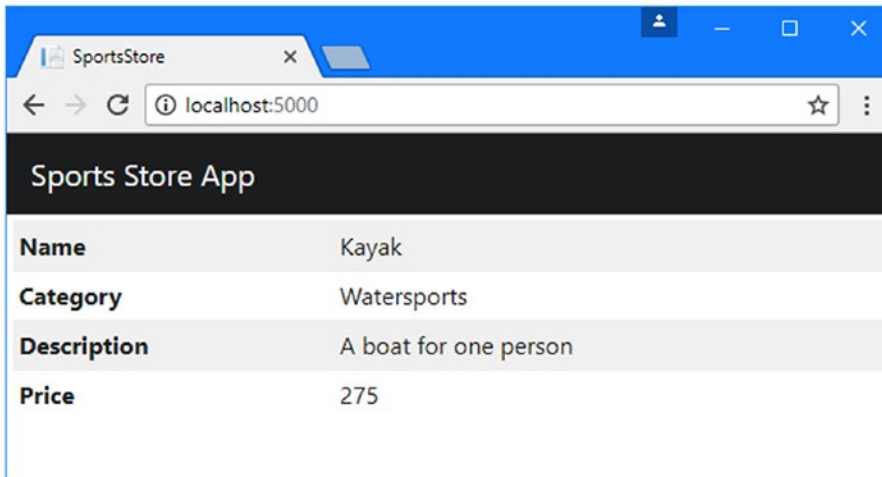 SportsStore
localhost:5000
Sports Store App
Name Kayak
Category Watersports
Description A boat for one person
Price 275